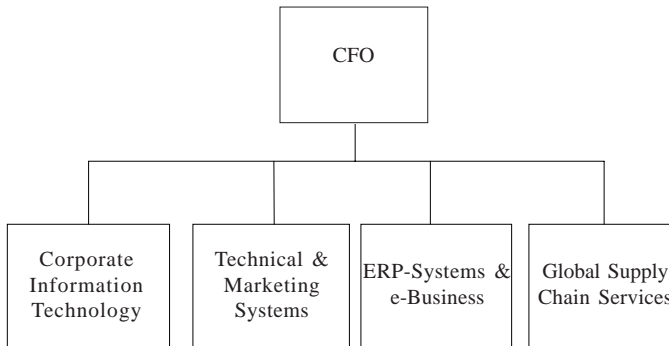 CFO
Corporate
Information
Technology
Technical &
Marketing
Systems
ERP-Systems &
e-Business
Global Supply
Chain Services